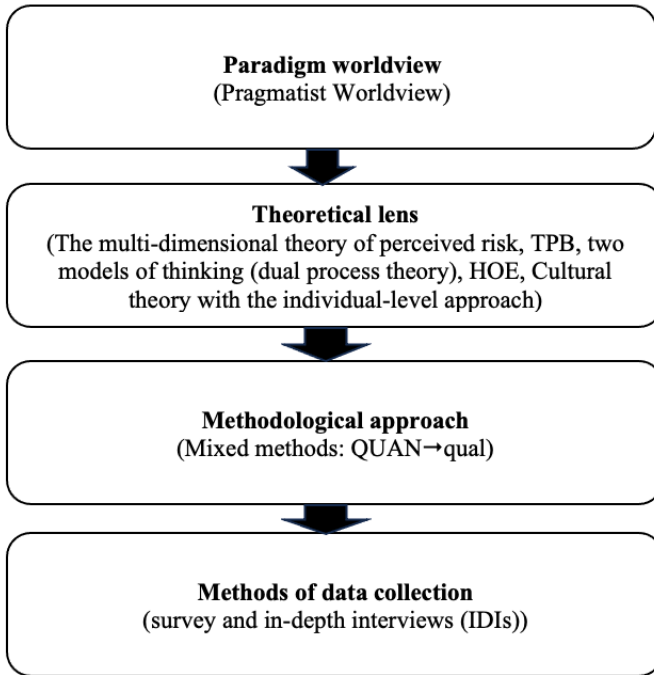 Paradigm worldview
(Pragmatist Worldview)
Theoretical lens
(The multi-dimensional theory of perceived risk, TPB, two
models of thinking (dual process theory), HOE, Cultural
theory with the individual-level approach)
Methodological approach
(Mixed methods: QUAN→qual)
Methods of data collection
(survey and in-depth interviews (IDIs))